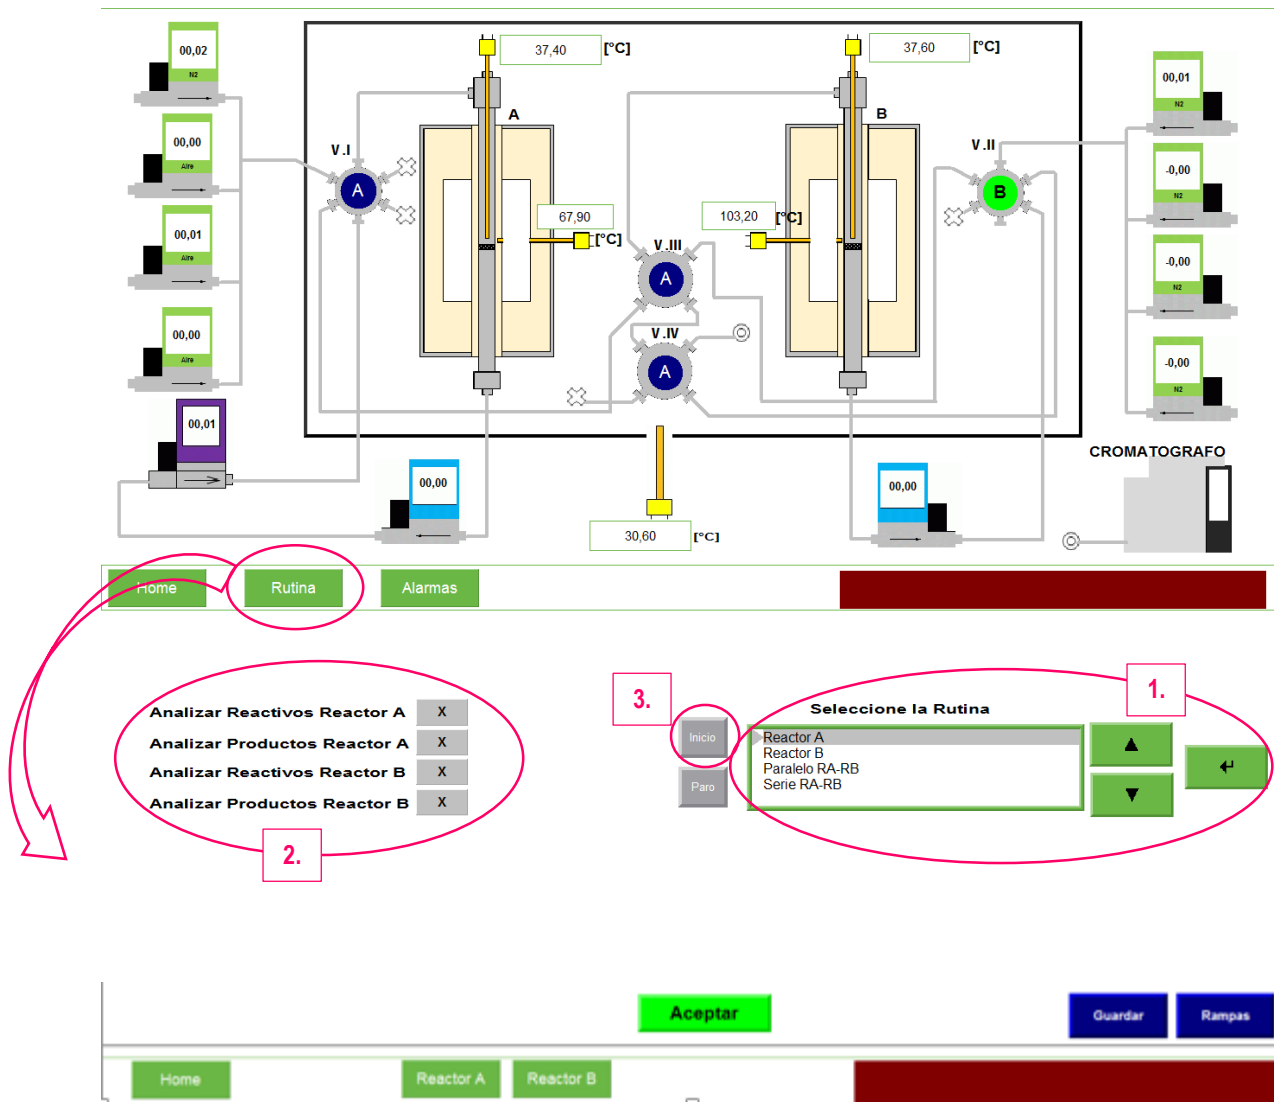 00,02
N2
00,00
Aire
00,01
Aire
00,00
Aire
00,01
37,40 [°C]
A
V.I
A
67,90 [°C]
37,60 [°C]
B
103,20 [°C]
V.II
B
V.III
A
V.IV
A
00,01
N2
-0,00
N2
-0,00
N2
-0,00
N2
CROMATOGRAFO
00,00
00,00
30,60 [°C]
Home Rutina Alarmas
2.
Analizar Reactivos Reactor A X
Analizar Productos Reactor A X
Analizar Reactivos Reactor B X
Analizar Productos Reactor B X
3.
Inicio
Paro
1.
Seleccione la Rutina
Reactor A
Reactor B
Paralelo RA-RB
Serie RA-RB
Aceptar Guardar Rampas
Home Reactor A Reactor B